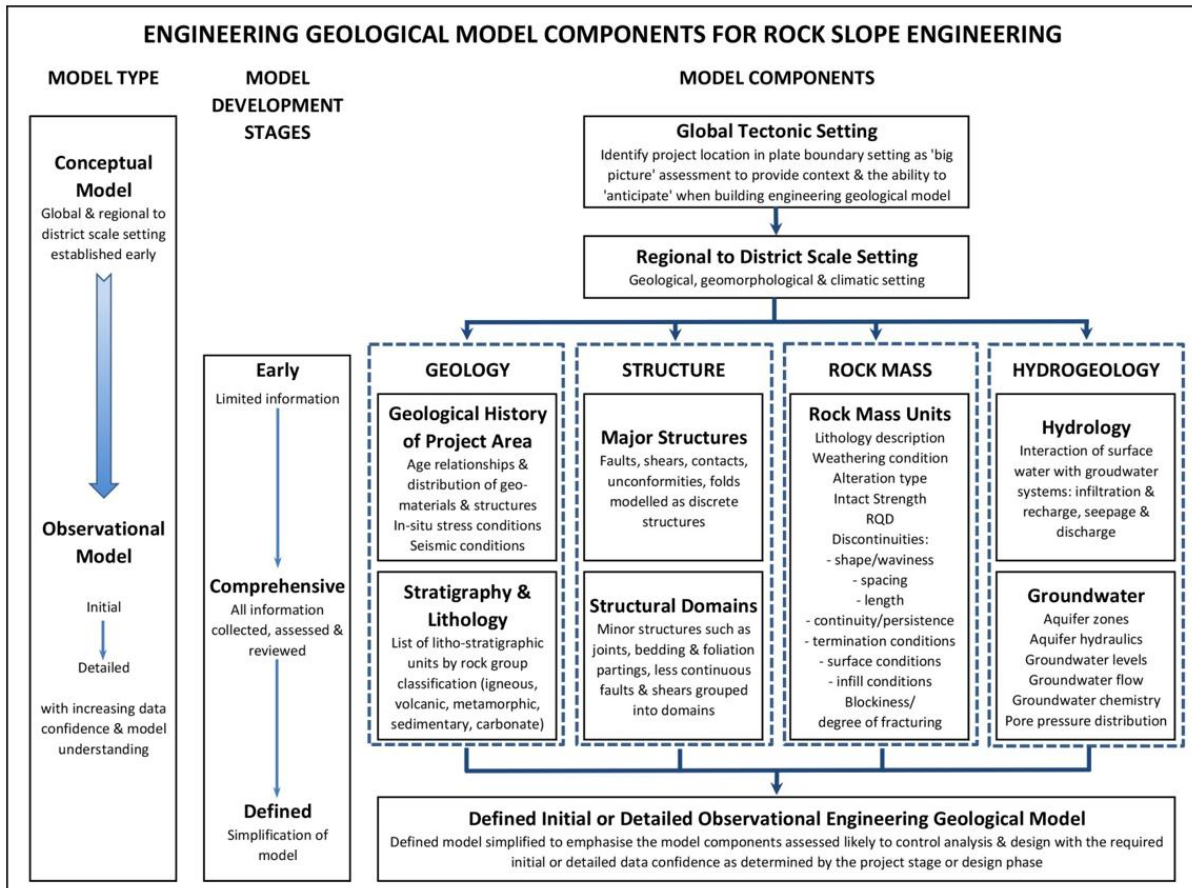 ENGINEERING GEOLOGICAL MODEL COMPONENTS FOR ROCK SLOPE ENGINEERING
MODEL TYPE
Conceptual
Model
Global & regional to
district scale setting
established early
Observational
Model
Initial
Detailed
with increasing data
confidence & model
understanding
MODEL
DEVELOPMENT
STAGES
Early
Limited information
Comprehensive
All information
collected, assessed &
reviewed
Defined
Simplification of
model
MODEL COMPONENTS
Global Tectonic Setting
Identify project location in plate boundary setting as 'big
picture' assessment to provide context & the ability to
'anticipate' when building engineering geological model
Regional to District Scale Setting
Geological, geomorphological & climatic setting
GEOLOGY
Geological History
of Project Area
Age relationships &
distribution of geo-
materials & structures
In-situ stress conditions
Seismic conditions
Stratigraphy &
Lithology
List of litho-stratigraphic
units by rock group
classification (igneous,
volcanic, metamorphic,
sedimentary, carbonate)
STRUCTURE
Major Structures
Faults, shears, contacts,
unconformities, folds
modelled as discrete
structures
Structural Domains
Minor structures such as
joints, bedding & foliation
partings, less continuous
faults & shears grouped
into domains
ROCK MASS
Rock Mass Units
Lithology description
Weathering condition
Alteration type
Intact Strength
RQD
Discontinuities:
- shape/waviness
- spacing
- length
- continuity/persistence
- termination conditions
- surface conditions
- infill conditions
Blockiness/
degree of fracturing
HYDROGEOLOGY
Hydrology
Interaction of surface
water with groudwater
systems: infiltration &
recharge, seepage &
discharge
Groundwater
Aquifer zones
Aquifer hydraulics
Groundwater levels
Groundwater flow
Groundwater chemistry
Pore pressure distribution
Defined Initial or Detailed Observational Engineering Geological Model
Defined model simplified to emphasise the model components assessed likely to control analysis & design with the required
initial or detailed data confidence as determined by the project stage or design phase